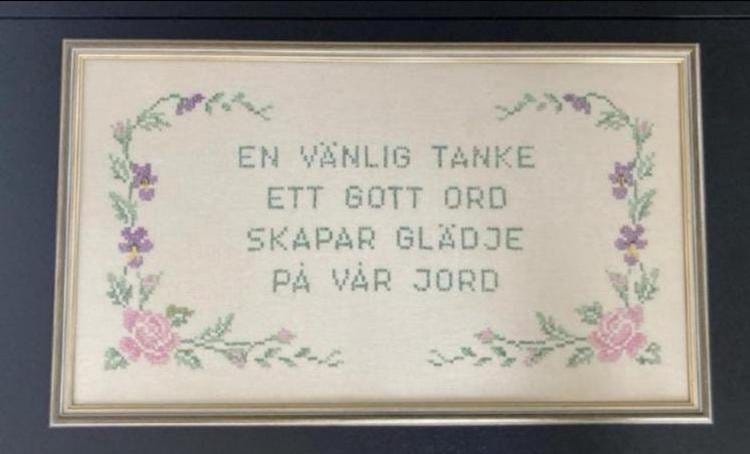 EN VÄNLIG TANKE
ETT GOTT ORD
SKAPAR GLÄDJE
PÅ VÅR JORD